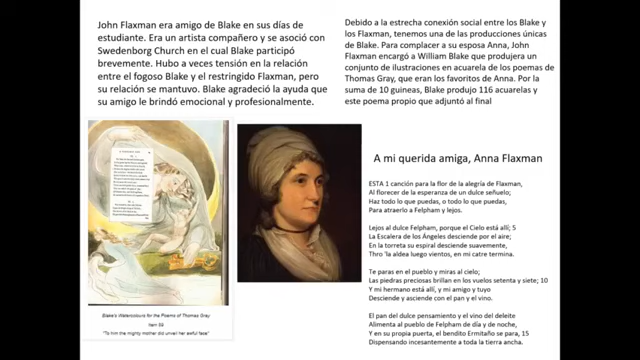 John Flaxman era amigo de Blake en sus días de
estudiante. Era un artista compañero y se asoció con
Swedenborg Church en el cual Blake participó
brevemente. Hubo a veces tensión en la relación
entre el fogoso Blake y el restringido Flaxman, pero
su relación se mantuvo. Blake agradeció la ayuda que
su amigo le brindó emocional y profesionalmente.
Debido a la estrecha conexión social entre los Blake y
los Flaxman, tenemos una de las producciones únicas
de Blake. Para complacer a su esposa Anna, John
Flaxman encargó a William Blake que produjera un
conjunto de ilustraciones en acuarela de los poemas de
Thomas Gray, que eran los favoritos de Anna. Por la
suma de 10 guineas, Blake produjo 116 acuarelas y
este poema propio que adjuntó al final
Blake's Watercolours for the Poems of Thomas Gray
Item 56
"To him the mighty mother did unveil her awful face"
A mi querida amiga, Anna Flaxman
ESTA 1 canción para la flor de la alegría de Flaxman,
Al florecer de la esperanza de un dulce señuelo;
Haz todo lo que puedas, o todo lo que puedas,
Para atraerlo a Felpham y lejos.
Lejos al dulce Felpham, porque el Cielo está allí; 5
La Escalera de los Ángeles desciende por el aire;
En la torreta su espiral desciende suavemente,
Thro 'la aldea luego vientos, en mi catre termina.
Te paras en el pueblo y miras al cielo;
Las piedras preciosas brillan en los vuelos setenta y siete; 10
Y mi hermano está allí, y mi amigo y tuyo
Desciende y asciende con el pan y el vino.
El pan del dulce pensamiento y el vino del deleite
Alimenta al pueblo de Felpham de día y de noche,
Y en su propia puerta, el bendito Ermitaño se para, 15
Dispensando incesantemente a toda la tierra ancha.